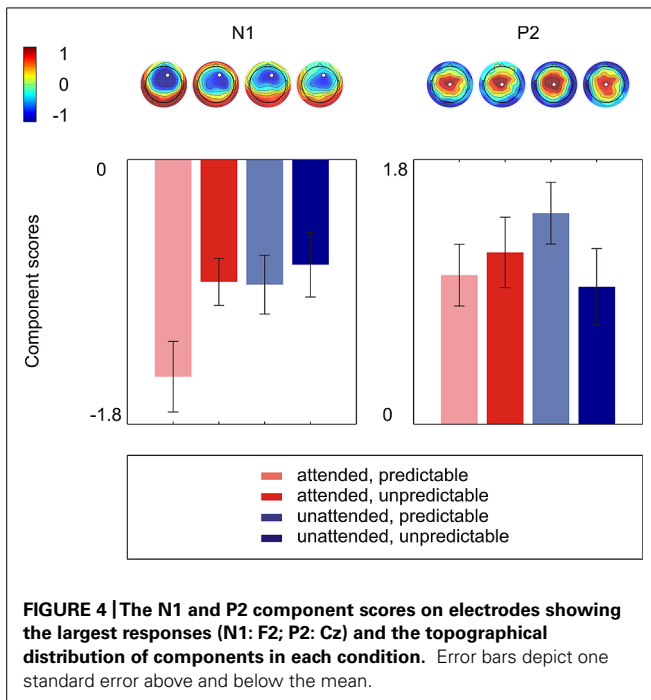 N1
P2
1
0
-1
0
-1.8
Component scores
1.8
0
attended, predictable
attended, unpredictable
unattended, predictable
unattended, unpredictable
FIGURE 4 | The N1 and P2 component scores on electrodes showing
the largest responses (N1: F2; P2: Cz) and the topographical
distribution of components in each condition. Error bars depict one
standard error above and below the mean.